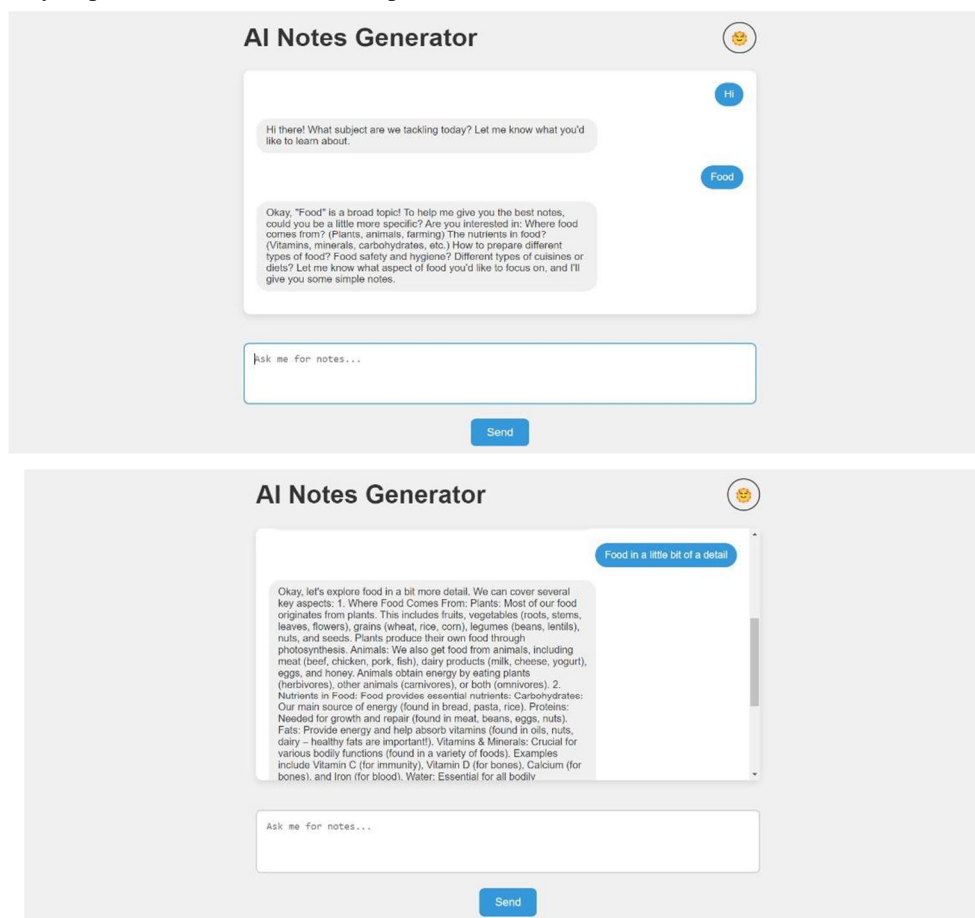 AI Notes Generator
Hi
Hi there! What subject are we tackling today? Let me know what you'd
like to learn about.
Food
Okay, "Food" is a broad topic! To help me give you the best notes,
could you be a little more specific? Are you interested in: Where food
comes from? (Plants, animals, farming) The nutrients in food?
(Vitamins, minerals, carbohydrates, etc.) How to prepare different
types of food? Food safety and hygiene? Different types of cuisines or
diets? Let me know what aspect of food you'd like to focus on, and I'll
give you some simple notes.
Ask me for notes...
Send
AI Notes Generator
Food in a little bit of a detail
Okay, let's explore food in a bit more detail. We can cover several
key aspects: 1. Where Food Comes From: Plants: Most of our food
originates from plants. This includes fruits, vegetables (roots, stems,
leaves, flowers), grains (wheat, rice, corn), legumes (beans, lentils),
nuts, and seeds. Plants produce their own food through
photosynthesis. Animals: We also get food from animals, including
meat (beef, chicken, pork, fish), dairy products (milk, cheese, yogurt),
eggs, and honey. Animals obtain energy by eating plants
(herbivores), other animals (carnivores), or both (omnivores). 2.
Nutrients in Food: Food provides essential nutrients: Carbohydrates:
Our main source of energy (found in bread, pasta, rice). Proteins:
Needed for growth and repair (found in meat, beans, eggs, nuts).
Fats: Provide energy and help absorb vitamins (found in oils, nuts,
dairy – healthy fats are important!). Vitamins & Minerals: Crucial for
various bodily functions (found in a variety of foods). Examples
include Vitamin C (for immunity), Vitamin D (for bones), Calcium (for
bones), and Iron (for blood). Water: Essential for all bodily
Ask me for notes...
Send